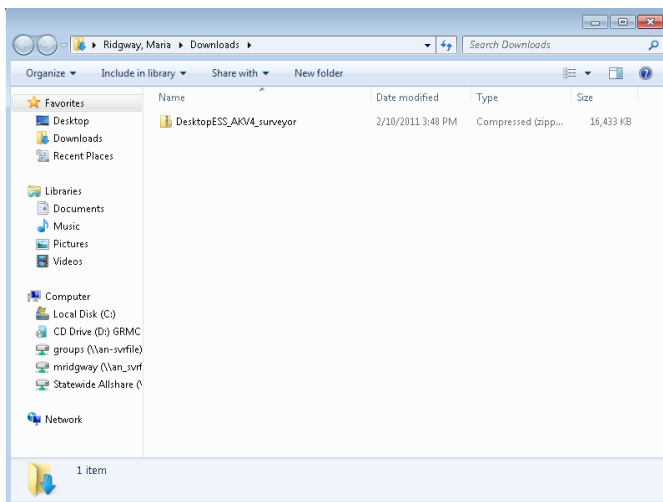 Ridgway, Maria ▸ Downloads ▸
Search Downloads
Organize
Include in library
Share with
New folder
Name
Date modified
Type
Size
DesktopESS_AKV4_surveyor
2/10/2011 3:48 PM
Compressed (zipp...
16,433 KB
Favorites
Desktop
Downloads
Recent Places
Libraries
Documents
Music
Pictures
Videos
Computer
Local Disk (C:)
CD Drive (D:) GRMC
groups (\\an-svrfile)
mridgway (\\an_svrf
Statewide Allshare (\
Network
1 item